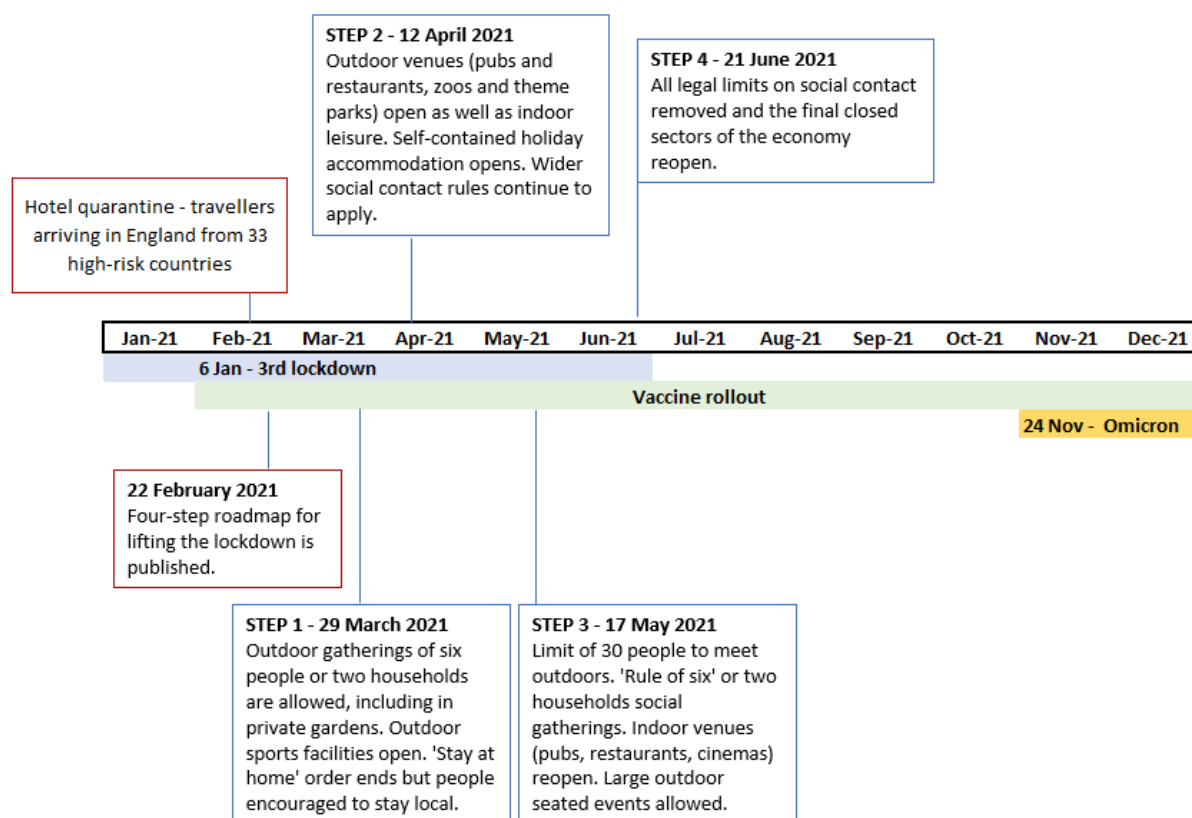 STEP 2 - 12 April 2021
Outdoor venues (pubs and
restaurants, zoos and theme
parks) open as well as indoor
leisure. Self-contained holiday
accommodation opens. Wider
social contact rules continue to
apply.
STEP 4 - 21 June 2021
All legal limits on social contact
removed and the final closed
sectors of the economy
reopen.
Hotel quarantine - travellers
arriving in England from 33
high-risk countries
Jan-21 Feb-21 Mar-21 Apr-21 May-21 Jun-21 Jul-21 Aug-21 Sep-21 Oct-21 Nov-21 Dec-21
6 Jan - 3rd lockdown
Vaccine rollout
24 Nov - Omicron
22 February 2021
Four-step roadmap for
lifting the lockdown is
published.
STEP 1 - 29 March 2021
Outdoor gatherings of six
people or two households
are allowed, including in
private gardens. Outdoor
sports facilities open. 'Stay at
home' order ends but people
encouraged to stay local.
STEP 3 - 17 May 2021
Limit of 30 people to meet
outdoors. 'Rule of six' or two
households social
gatherings. Indoor venues
(pubs, restaurants, cinemas)
reopen. Large outdoor
seated events allowed.